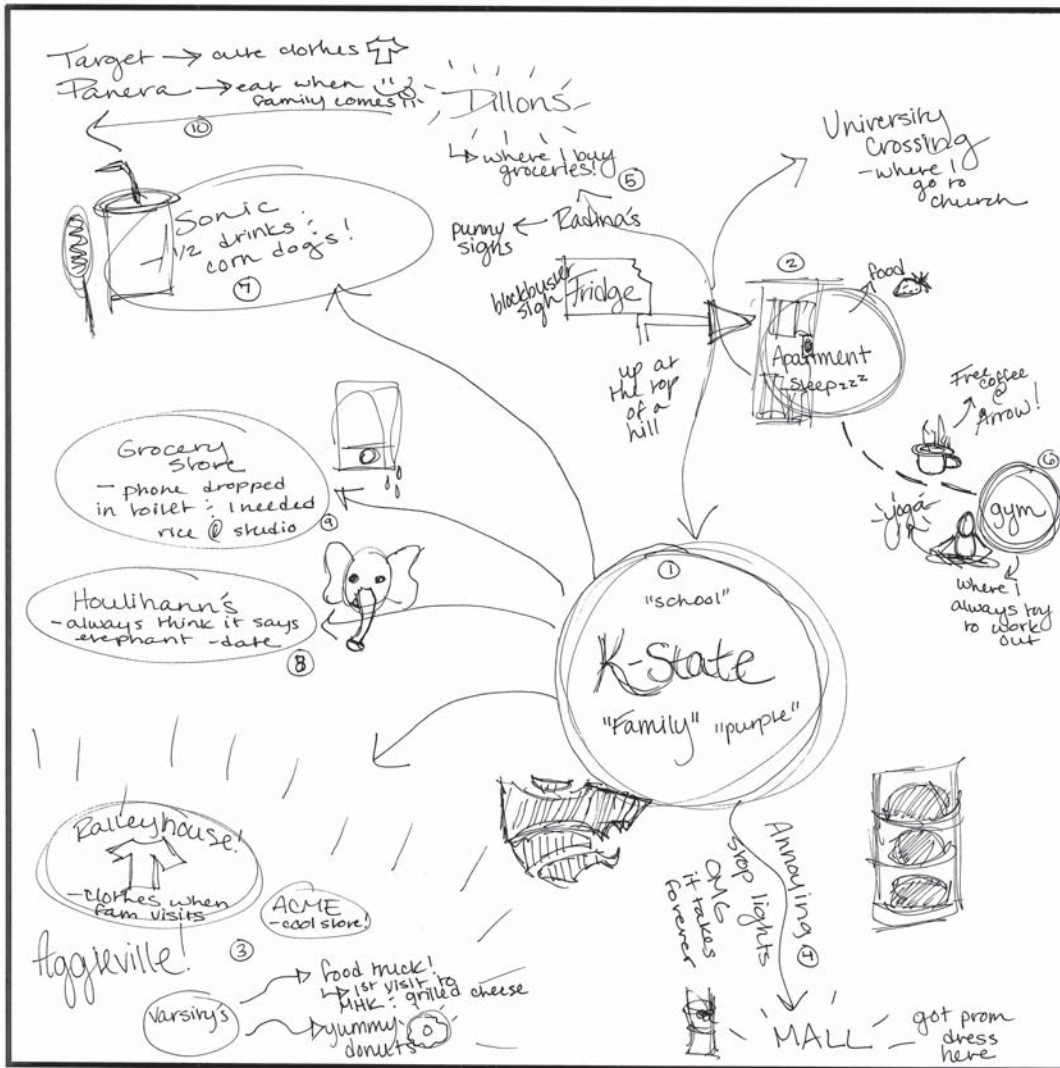 Target → cute clothes
Panera → eat when
family comes!!
10
Dillons
↳ where I buy
groceries!
5
Radina's
punny
signs
University
Crossing
- where I
go to
church
Sonic
1/2 drinks &
corn dogs!
7
blockbuster
sign
Fridge
up at
the top
of a
hill
2
food
Apartment
sleep zzz
Free
coffee
@
Arrow!
6
gym
yoga
where I
always try
to work
out
Grocery
store
- phone dropped
in toilet & I needed
rice @ studio
9
Houlihann's
- always think it says
elephant - date
8
1
"school"
K-State
"Family" "purple"
Ralleyhouse!
- clothes when
fam visits
ACME
- cool store!
Aggieville!
3
Varsity's
food truck!
↳ 1st visit to
MHK & grilled cheese
yummy
donuts
Annoying
stop lights
OMG
it takes
forever
4
MALL
got prom
dress
here